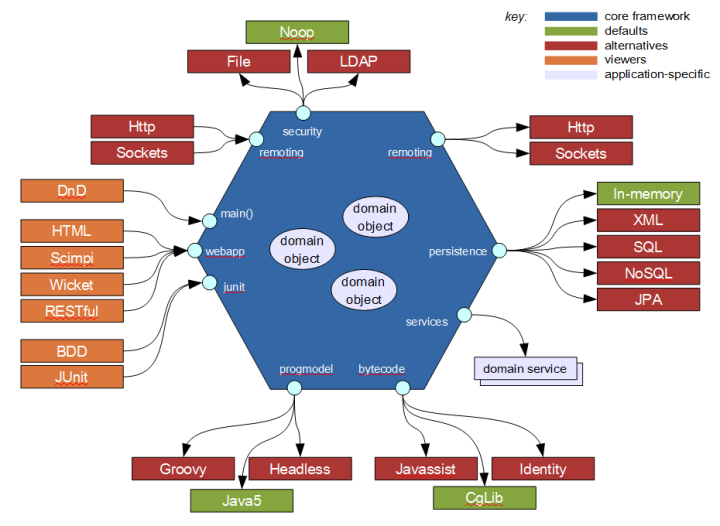 key:
core framework
defaults
alternatives
viewers
application-specific
Noop
File
LDAP
security
Http
Sockets
remoting
remoting
Http
Sockets
DnD
main()
HTML
Scimpi
Wicket
RESTful
webapp
BDD
JUnit
junit
domain
object
domain
object
domain
object
persistence
In-memory
XML
SQL
NoSQL
JPA
services
domain service
progmodel
bytecode
Groovy
Headless
Java5
Javassist
Identity
CgLib